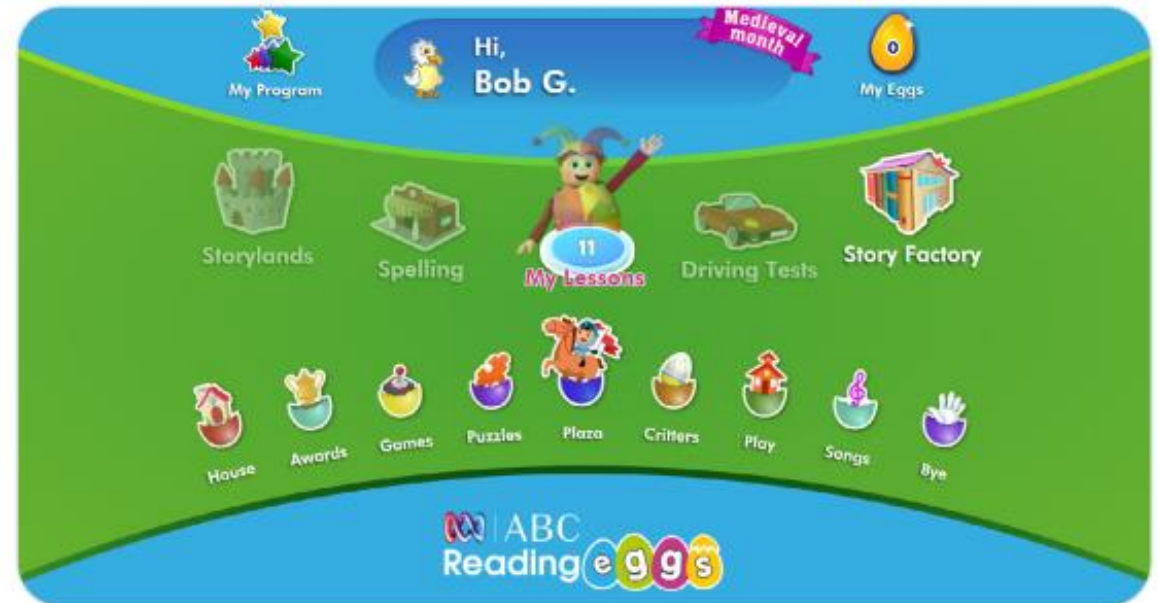 My Program
Hi,
Bob G.
Medieval
month
0
My Eggs
Storylands
Spelling
11
My Lessons
Driving Tests
Story Factory
House
Awards
Games
Puzzles
Plaza
Critters
Play
Songs
Bye
ABC
Reading eggs